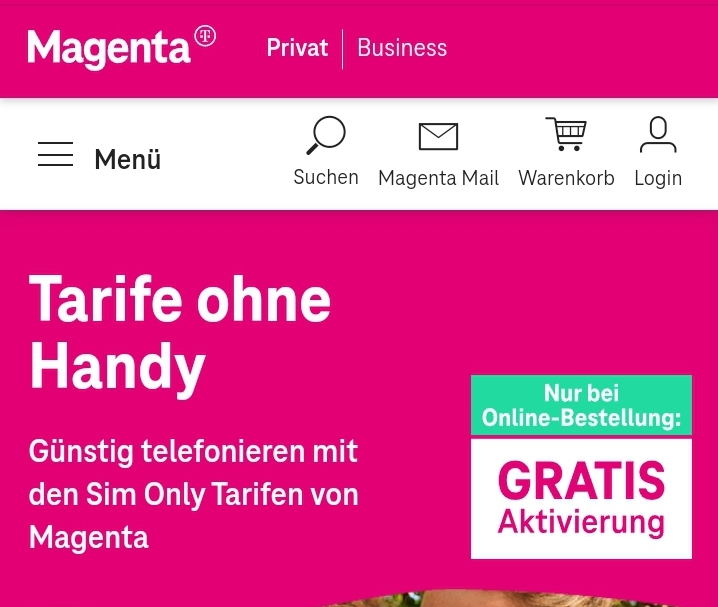 Magenta T Privat Business
Menü Suchen Magenta Mail Warenkorb Login
Tarife ohne
Handy
Günstig telefonieren mit
den Sim Only Tarifen von
Magenta
Nur bei
Online-Bestellung:
GRATIS
Aktivierung